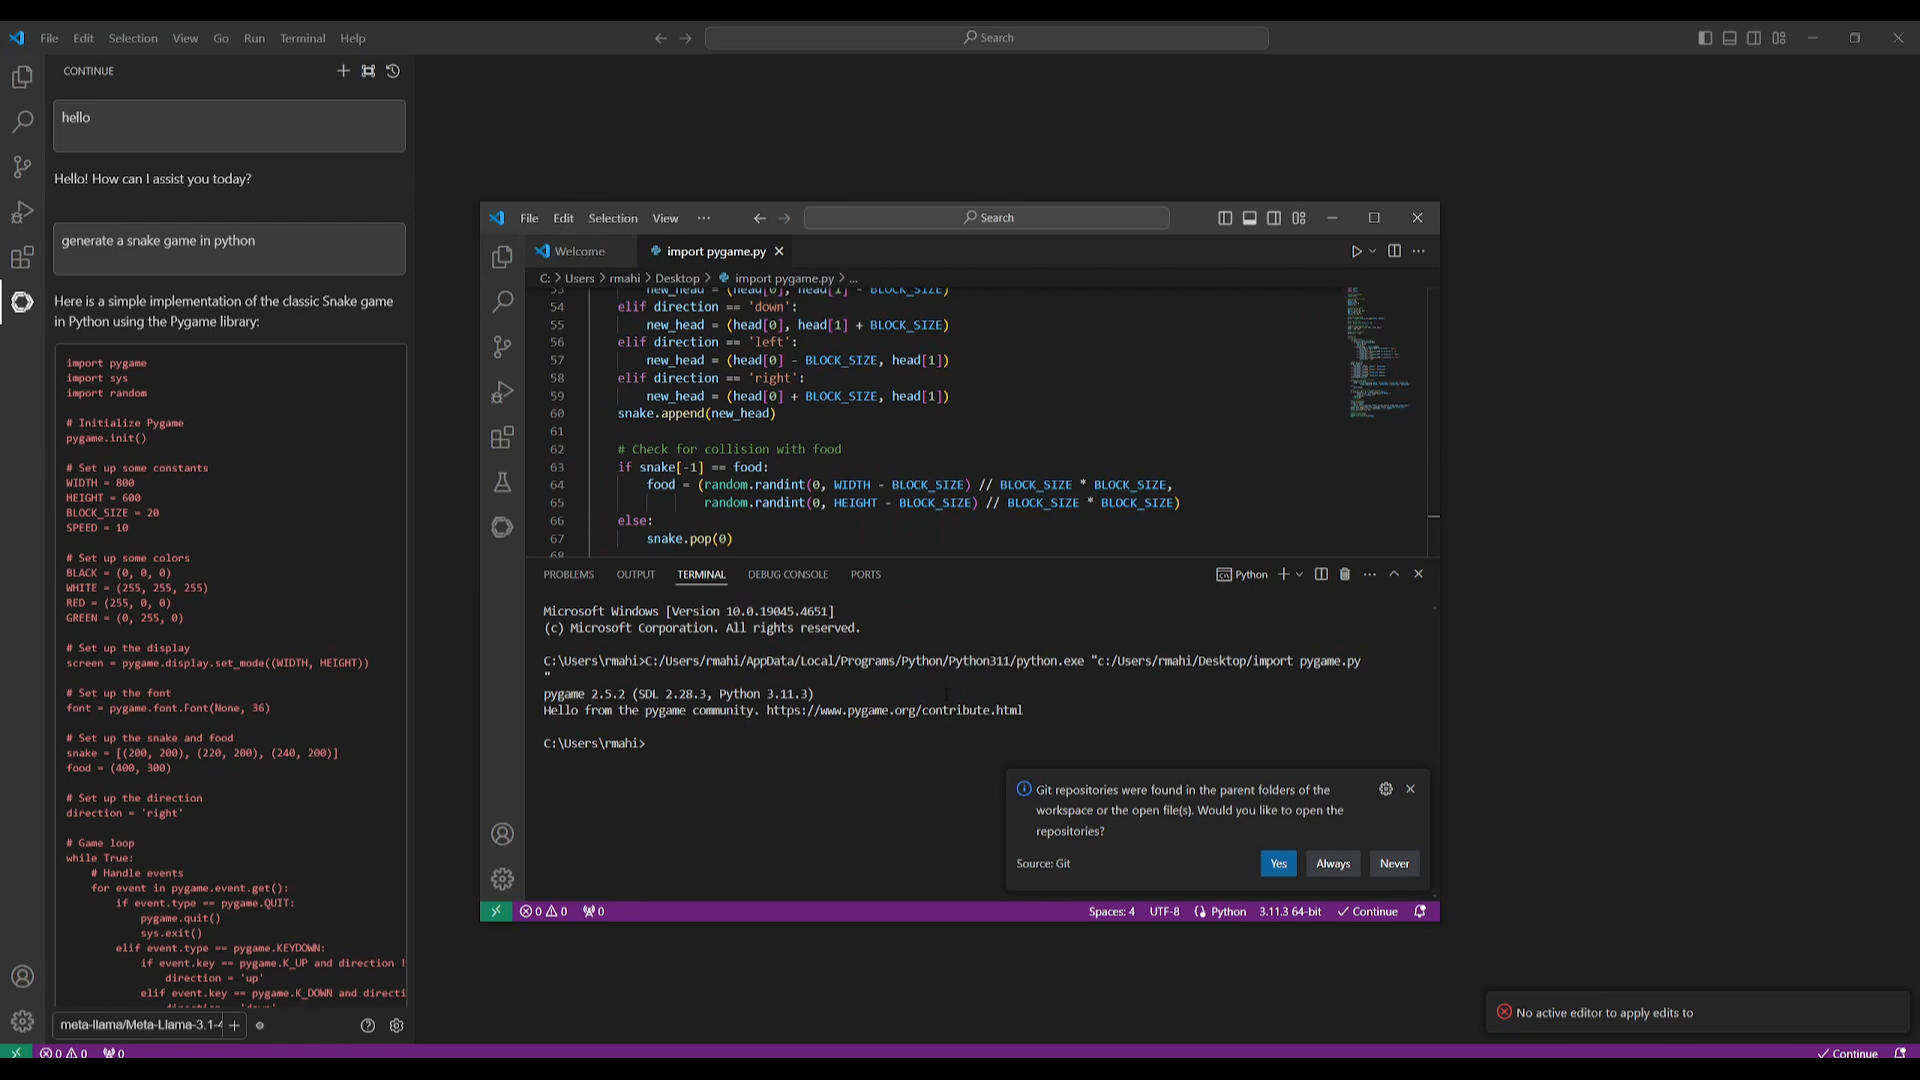 File Edit Selection View Go Run Terminal Help
Search
CONTINUE
hello
Hello! How can I assist you today?
generate a snake game in python
Here is a simple implementation of the classic Snake game
in Python using the Pygame library:
import pygame
import sys
import random
# Initialize Pygame
pygame.init()
# Set up some constants
WIDTH = 800
HEIGHT = 600
BLOCK_SIZE = 20
SPEED = 10
# Set up some colors
BLACK = (0, 0, 0)
WHITE = (255, 255, 255)
RED = (255, 0, 0)
GREEN = (0, 255, 0)
# Set up the display
screen = pygame.display.set_mode((WIDTH, HEIGHT))
# Set up the font
font = pygame.font.Font(None, 36)
# Set up the snake and food
snake = [(200, 200), (220, 200), (240, 200)]
food = (400, 300)
# Set up the direction
direction = 'right'
# Game loop
while True:
# Handle events
for event in pygame.event.get():
if event.type == pygame.QUIT:
pygame.quit()
sys.exit()
elif event.type == pygame.KEYDOWN:
if event.key == pygame.K_UP and direction !
direction = 'up'
elif event.key == pygame.K_DOWN and directi
meta-llama/Meta-Llama-3.1-4
0 0 0
File Edit Selection View ...
Search
Welcome
import pygame.py
C: > Users > rmahi > Desktop > import pygame.py > ...
53 new_head = (head[0], head[1] - BLOCK_SIZE)
54 elif direction == 'down':
55 new_head = (head[0], head[1] + BLOCK_SIZE)
56 elif direction == 'left':
57 new_head = (head[0] - BLOCK_SIZE, head[1])
58 elif direction == 'right':
59 new_head = (head[0] + BLOCK_SIZE, head[1])
60 snake.append(new_head)
61
62 # Check for collision with food
63 if snake[-1] == food:
64 food = (random.randint(0, WIDTH - BLOCK_SIZE) // BLOCK_SIZE * BLOCK_SIZE,
65 random.randint(0, HEIGHT - BLOCK_SIZE) // BLOCK_SIZE * BLOCK_SIZE)
66 else:
67 snake.pop(0)
68
PROBLEMS OUTPUT TERMINAL DEBUG CONSOLE PORTS
Python
Microsoft Windows [Version 10.0.19045.4651]
(c) Microsoft Corporation. All rights reserved.
C:\Users\rmahi>C:/Users/rmahi/AppData/Local/Programs/Python/Python311/python.exe "c:/Users/rmahi/Desktop/import pygame.py
"
pygame 2.5.2 (SDL 2.28.3, Python 3.11.3)
Hello from the pygame community. https://www.pygame.org/contribute.html
C:\Users\rmahi>
Git repositories were found in the parent folders of the
workspace or the open file(s). Would you like to open the
repositories?
Source: Git
Yes Always Never
0 0 0
Spaces: 4 UTF-8 Python 3.11.3 64-bit Continue
No active editor to apply edits to
Continue